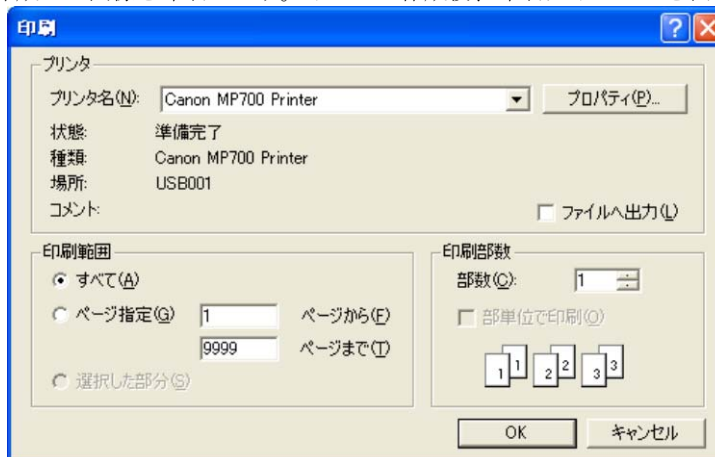 印刷
プリンタ
プリンタ名(N): Canon MP700 Printer プロパティ(P)...
状態: 準備完了
種類: Canon MP700 Printer
場所: USB001
コメント: ファイルへ出力(L)
印刷範囲
すべて(A)
ページ指定(G) 1 ページから(F)
9999 ページまで(T)
選択した部分(S)
印刷部数
部数(C): 1
部単位で印刷(O)
1 1 2 2 3 3
OK キャンセル